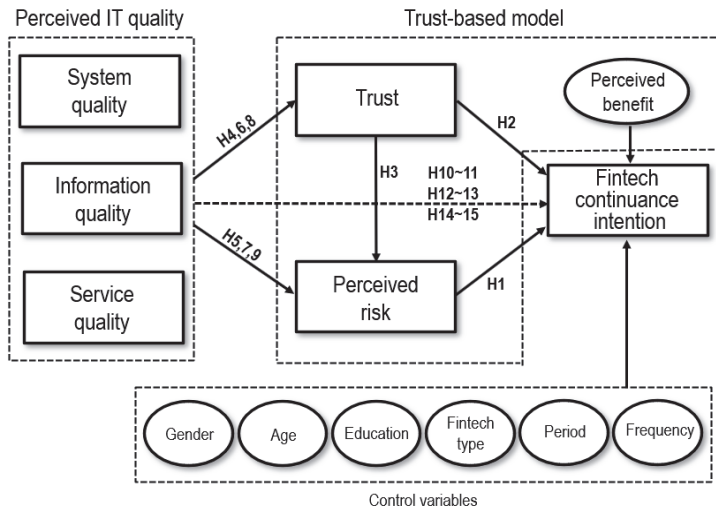 Perceived IT quality
Trust-based model
System
quality
Information
quality
Service
quality
H4,6,8
H5,7,9
Trust
H3
Perceived
risk
H2
H10~11
H12~13
H14~15
H1
Perceived
benefit
Fintech
continuance
intention
Gender
Age
Education
Fintech
type
Period
Frequency
Control variables